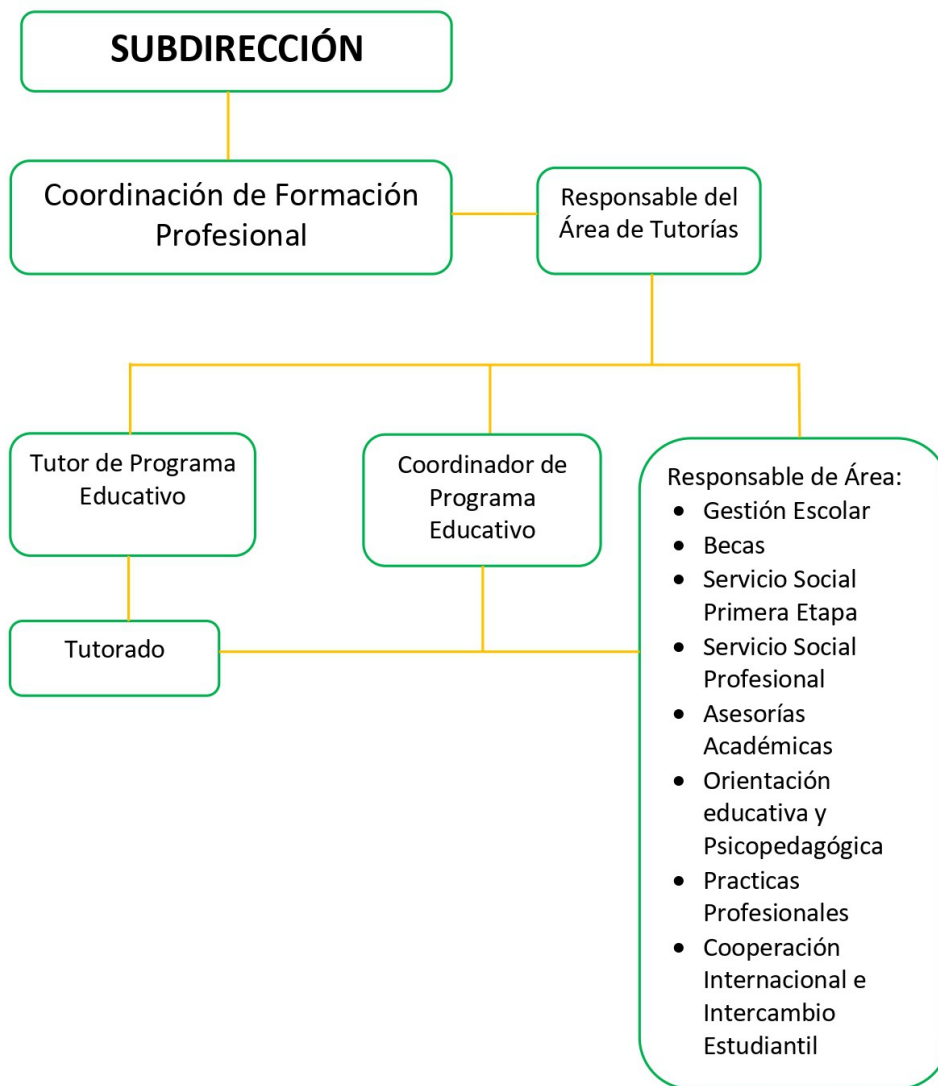 SUBDIRECCIÓN
Coordinación de Formación
Profesional
Responsable del
Área de Tutorías
Tutor de Programa
Educativo
Coordinador de
Programa
Educativo
Tutorado
Responsable de Área:
• Gestión Escolar
• Becas
• Servicio Social
Primera Etapa
• Servicio Social
Profesional
• Asesorías
Académicas
• Orientación
educativa y
Psicopedagógica
• Practicas
Profesionales
• Cooperación
Internacional e
Intercambio
Estudiantil